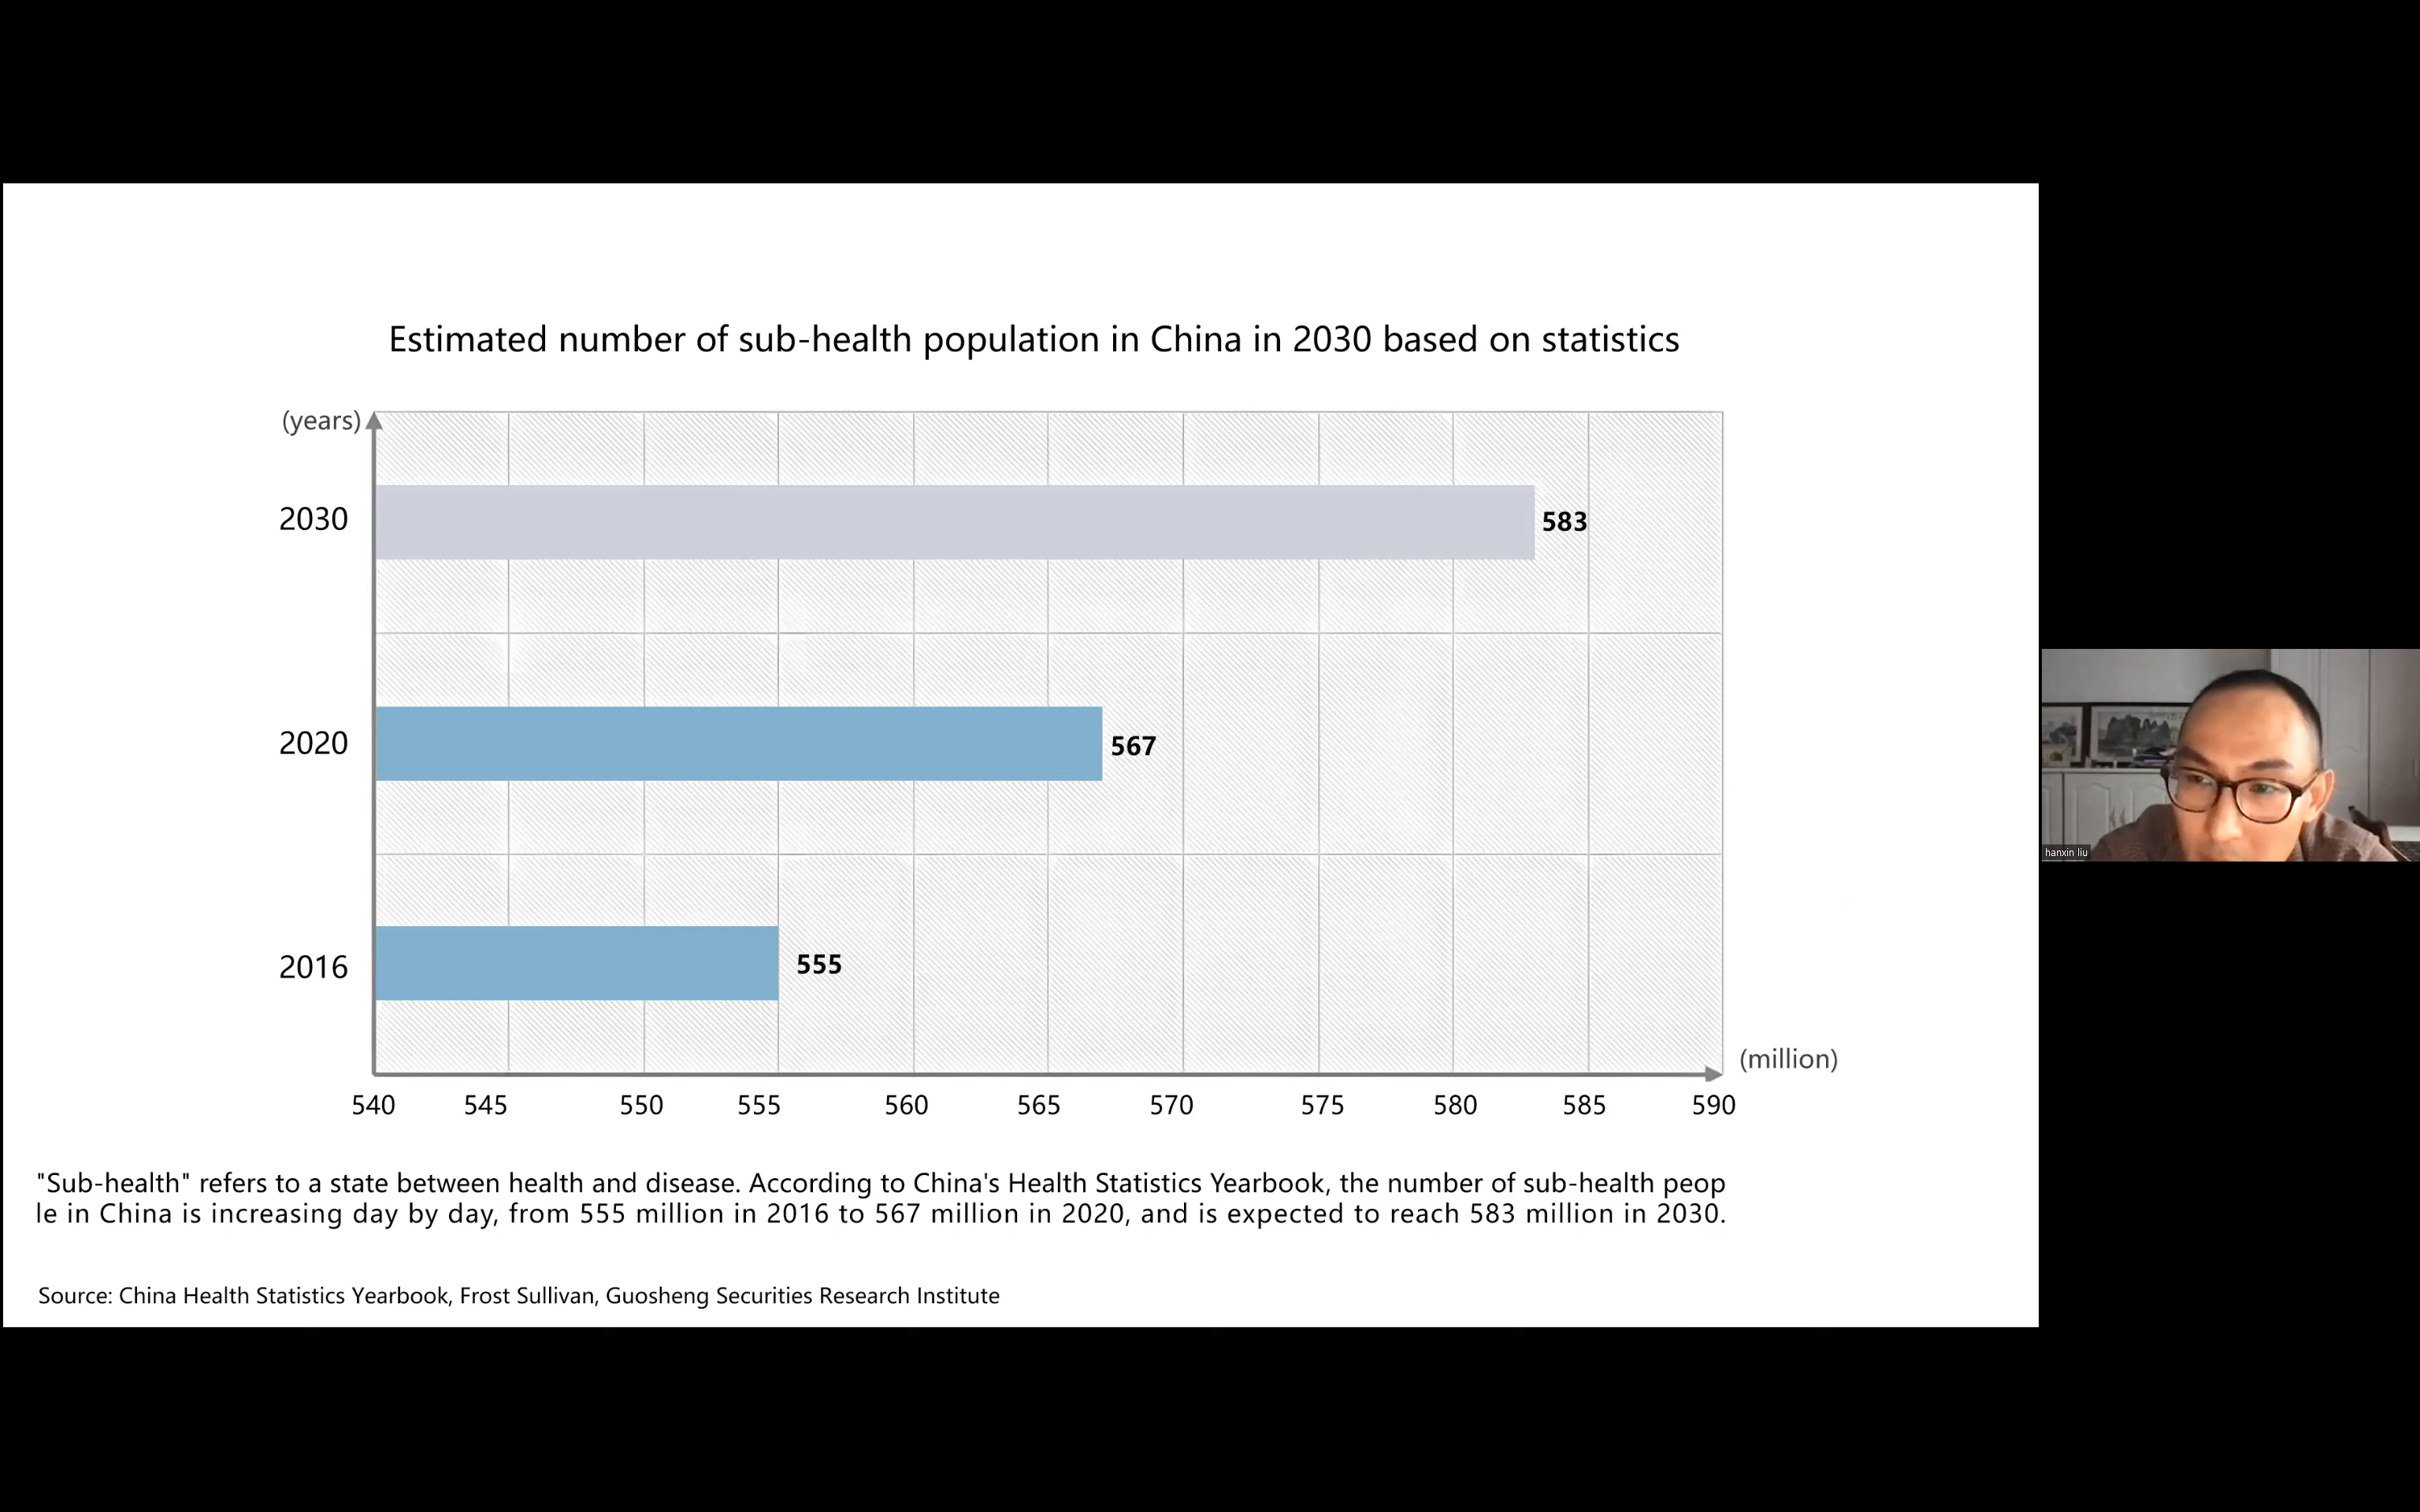 Estimated number of sub-health population in China in 2030 based on statistics
(years)
2030
583
2020
567
2016
555
(million)
540 545 550 555 560 565 570 575 580 585 590
"Sub-health" refers to a state between health and disease. According to China's Health Statistics Yearbook, the number of sub-health peop
le in China is increasing day by day, from 555 million in 2016 to 567 million in 2020, and is expected to reach 583 million in 2030.
Source: China Health Statistics Yearbook, Frost Sullivan, Guosheng Securities Research Institute
hanxin liu